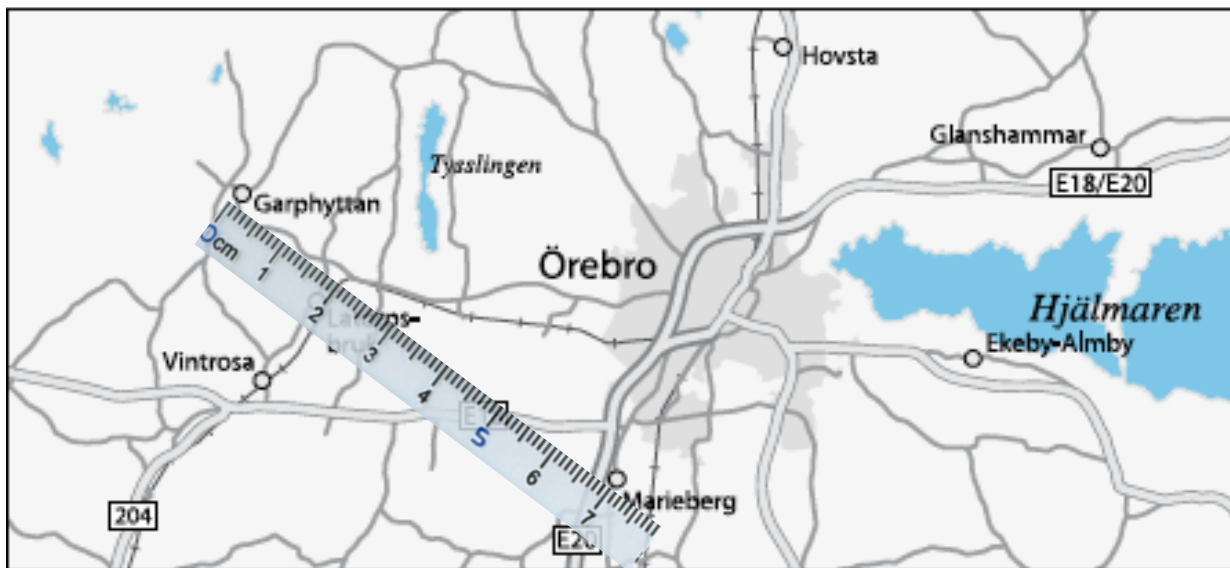 Hovsta
Glanshammar
Tysslingen
E18/E20
Garphyttan
Örebro
Hjälmaren
Ekeby-Almby
Vintrosa
Marieberg
204
E20
0 cm 1 2 3 4 5 6 7